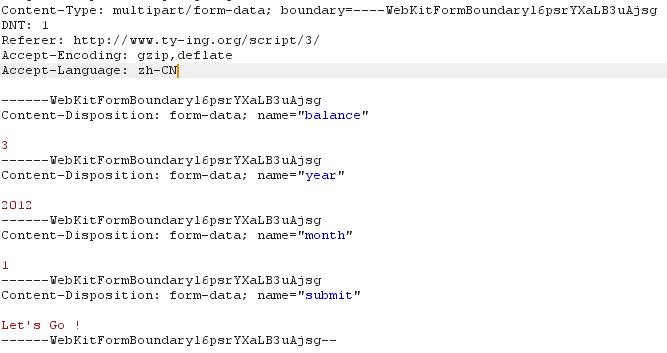 Content-Type: multipart/form-data; boundary=----WebKitFormBoundary16psrYXaLB3uAjsg
DNT: 1
Referer: http://www.ty-ing.org/script/3/
Accept-Encoding: gzip,deflate
Accept-Language: zh-CN
------WebKitFormBoundary16psrYXaLB3uAjsg
Content-Disposition: form-data; name="balance"
3
------WebKitFormBoundary16psrYXaLB3uAjsg
Content-Disposition: form-data; name="year"
2012
------WebKitFormBoundary16psrYXaLB3uAjsg
Content-Disposition: form-data; name="month"
1
------WebKitFormBoundary16psrYXaLB3uAjsg
Content-Disposition: form-data; name="submit"
Let's Go !
------WebKitFormBoundary16psrYXaLB3uAjsg--